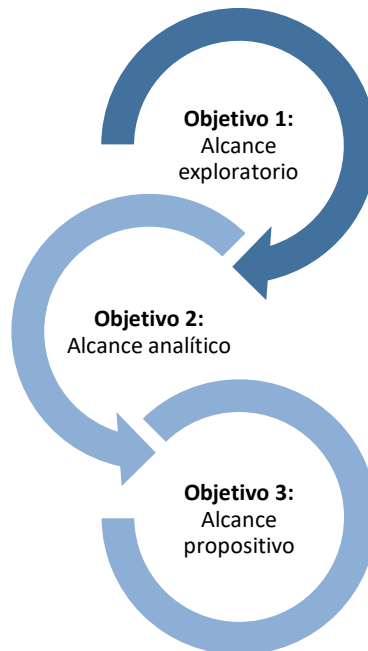 Objetivo 1:
Alcance
exploratorio
Objetivo 2:
Alcance analítico
Objetivo 3:
Alcance
propositivo